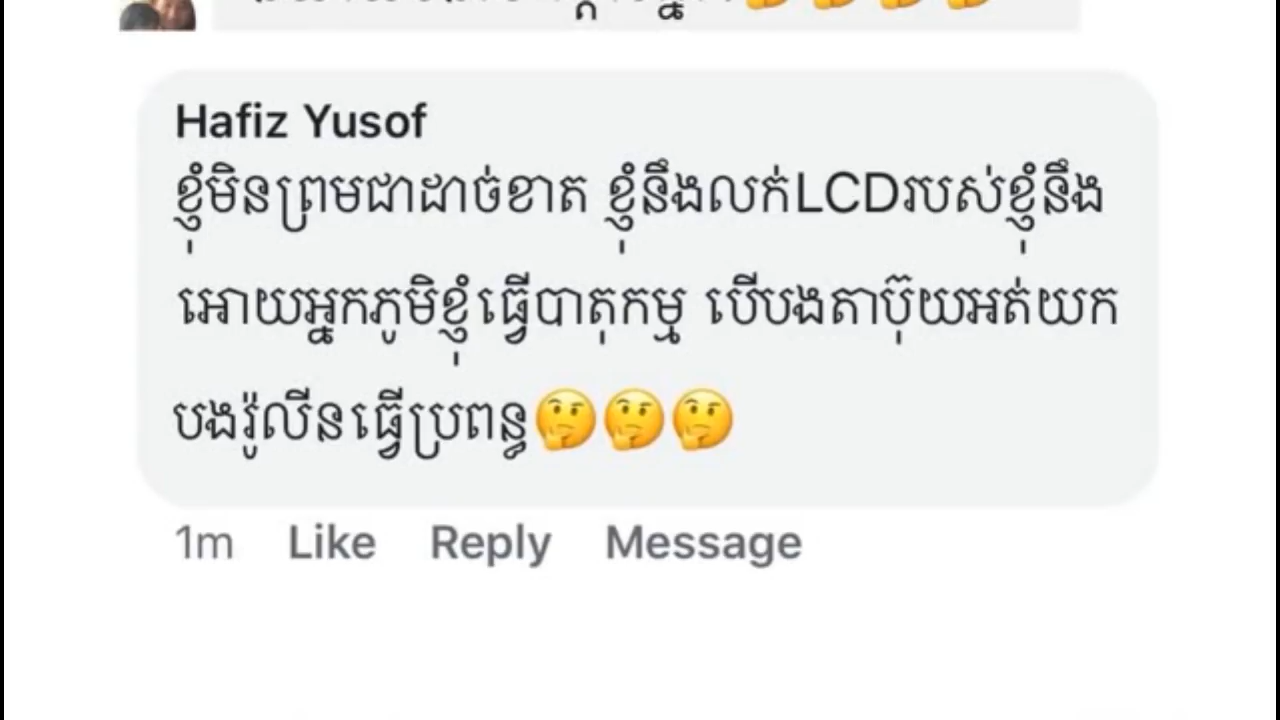 Hafiz Yusof
ខ្ញុំមិនព្រមជាដាច់ខាត ខ្ញុំនឹងលក់LCDរបស់ខ្ញុំនឹង
អោយអ្នកភូមិខ្ញុំធ្វើបាតុកម្ម បើបងតាប៊ុយអត់យក
បងរ៉ូលីនធ្វើប្រពន្ធ🤔🤔🤔
1m Like Reply Message